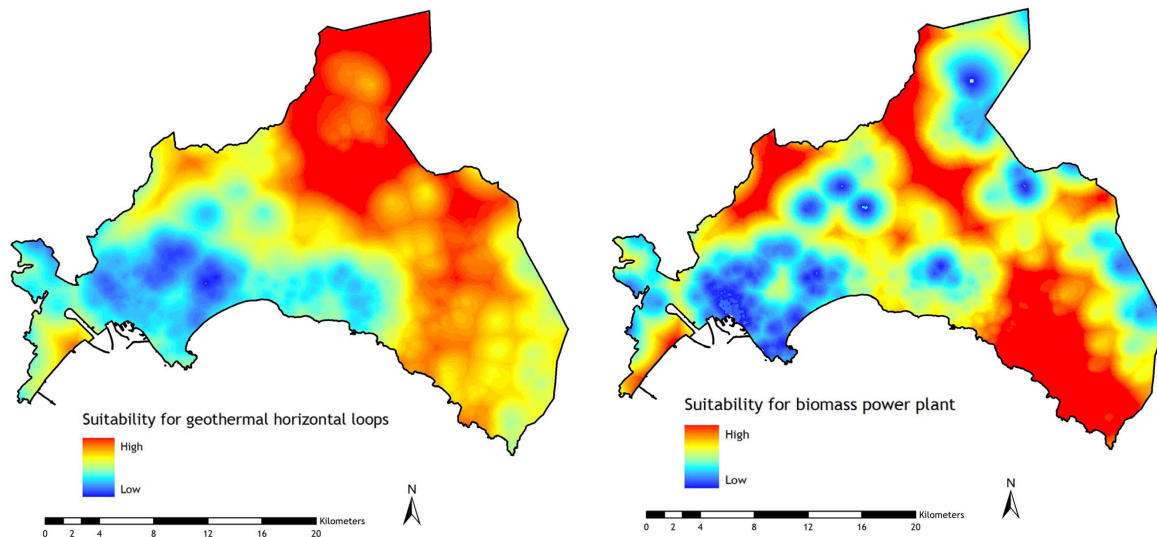 Suitability for geothermal horizontal loops
High
Low
N
Kilometers
0 2 4 8 12 16 20
Suitability for biomass power plant
High
Low
N
Kilometers
0 2 4 8 12 16 20